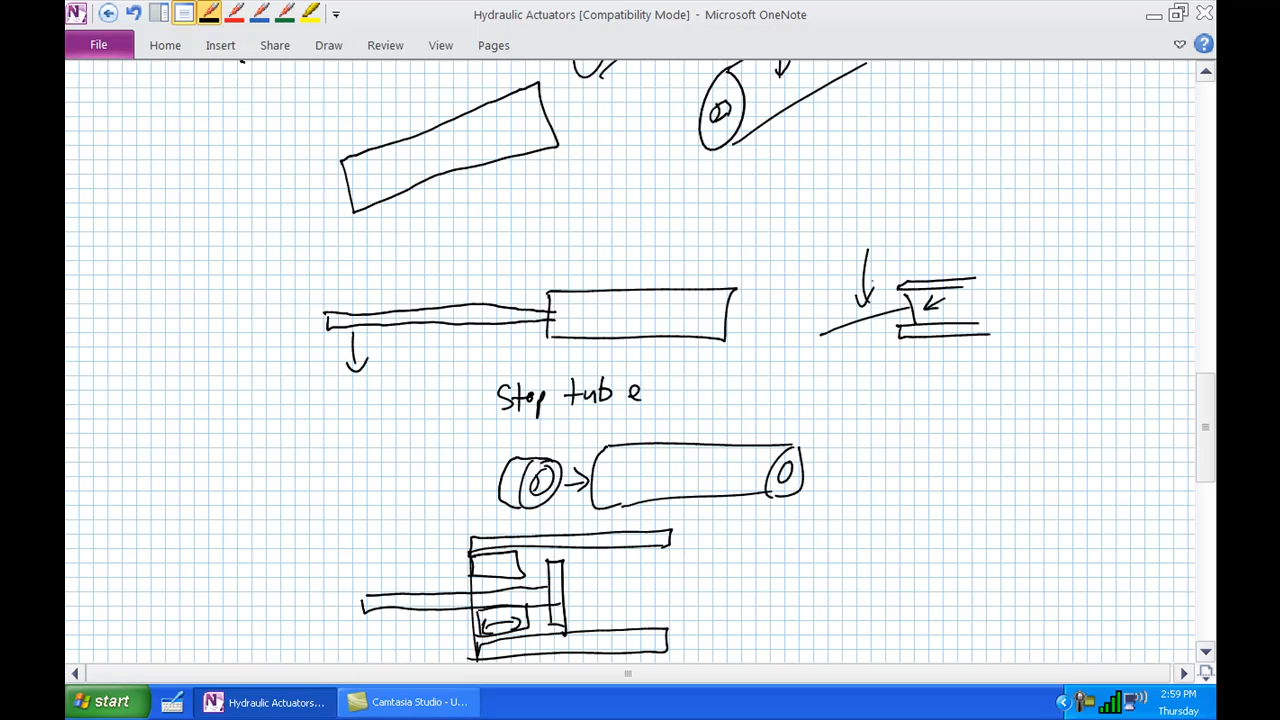 Hydraulic Actuators [Compatibility Mode] - Microsoft OneNote
File Home Insert Share Draw Review View Pages
Stop tube
start Hydraulic Actuators... Camtasia Studio - U... 2:59 PM
Thursday